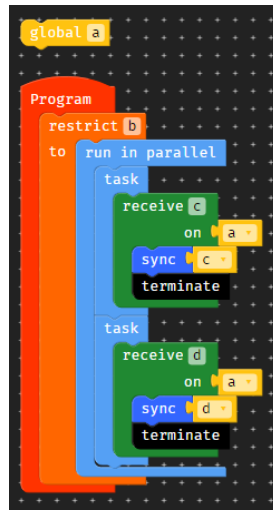 global a
Program
restrict b
to run in parallel
task
receive c
on a
sync c
terminate
task
receive d
on a
sync d
terminate